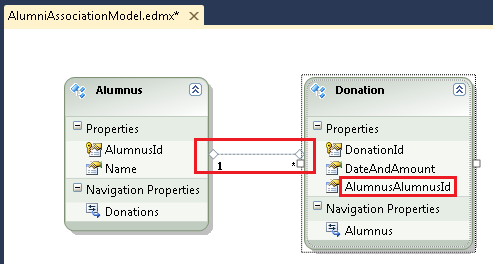 AlumniAssociationModel.edmx* ×
Alumnus
Properties
AlumnusId
Name
Navigation Properties
Donations
1
*
Donation
Properties
DonationId
DateAndAmount
AlumnusAlumnusId
Navigation Properties
Alumnus